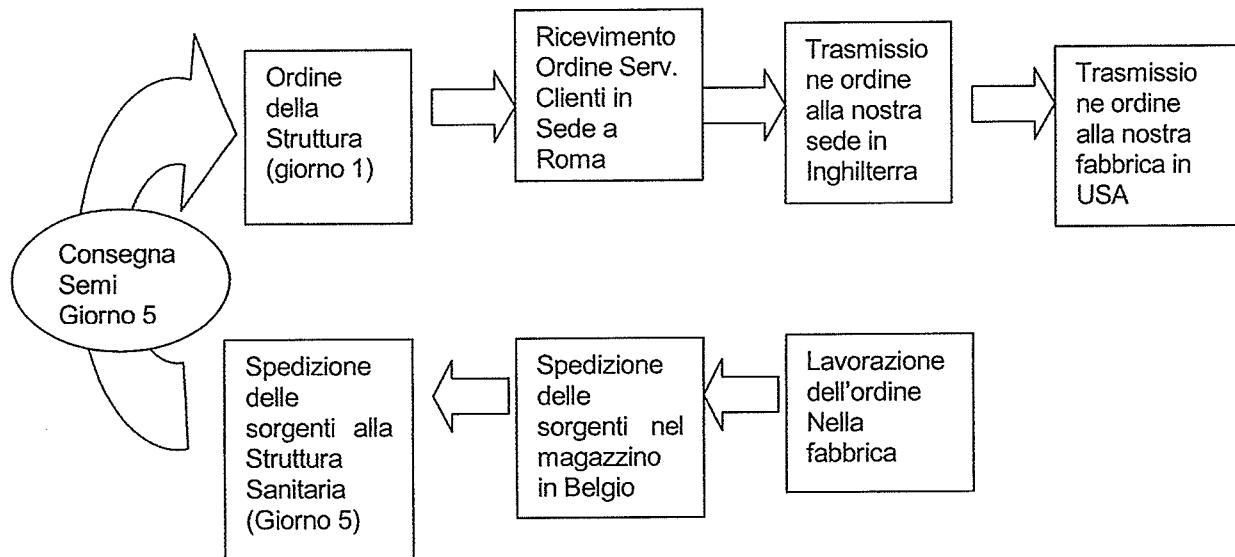 Ordine
della
Struttura
(giorno 1)
Ricevimento
Ordine Serv.
Clienti in
Sede a
Roma
Trasmissio
ne ordine
alla nostra
sede in
Inghilterra
Trasmissio
ne ordine
alla nostra
fabbrica in
USA
Lavorazione
dell'ordine
Nella
fabbrica
Spedizione
delle
sorgenti nel
magazzino
in Belgio
Spedizione
delle
sorgenti alla
Struttura
Sanitaria
(Giorno 5)
Consegna
Semi
Giorno 5